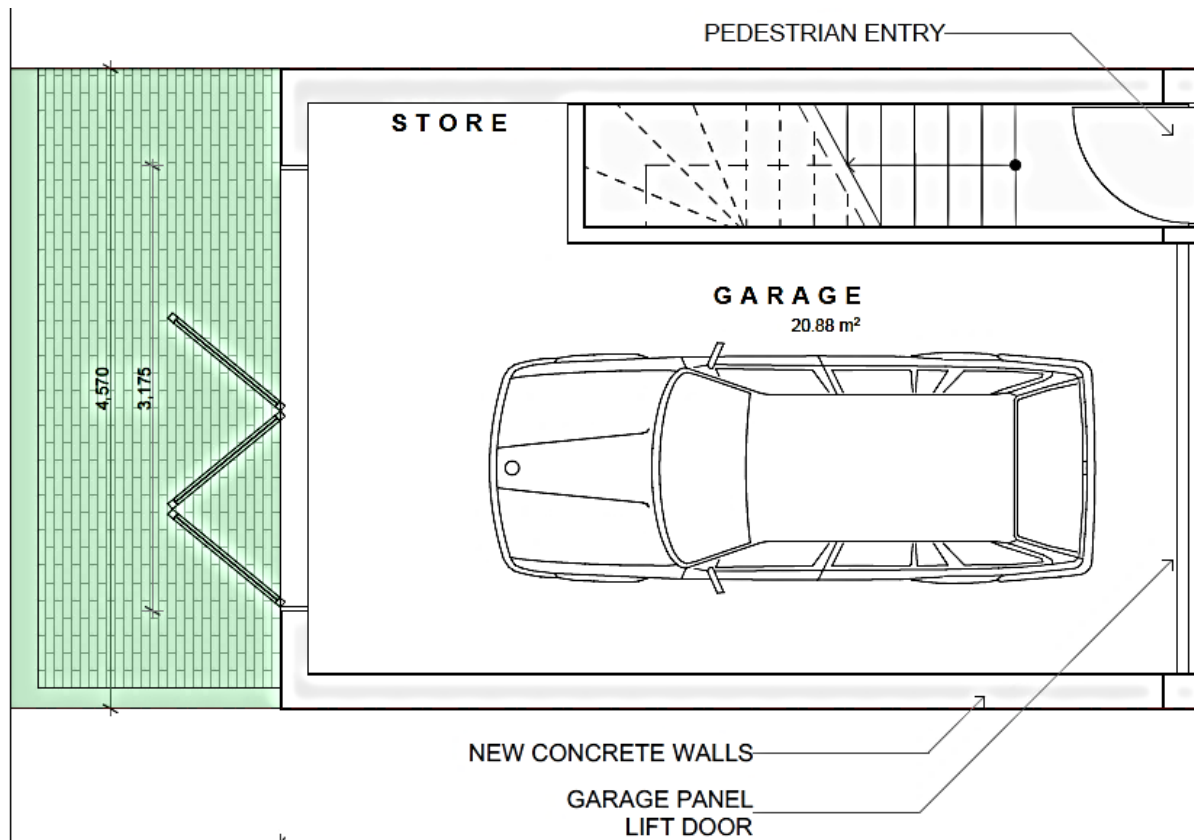 PEDESTRIAN ENTRY
STORE
GARAGE
20.88 m²
4,570
3,175
NEW CONCRETE WALLS
GARAGE PANEL
LIFT DOOR